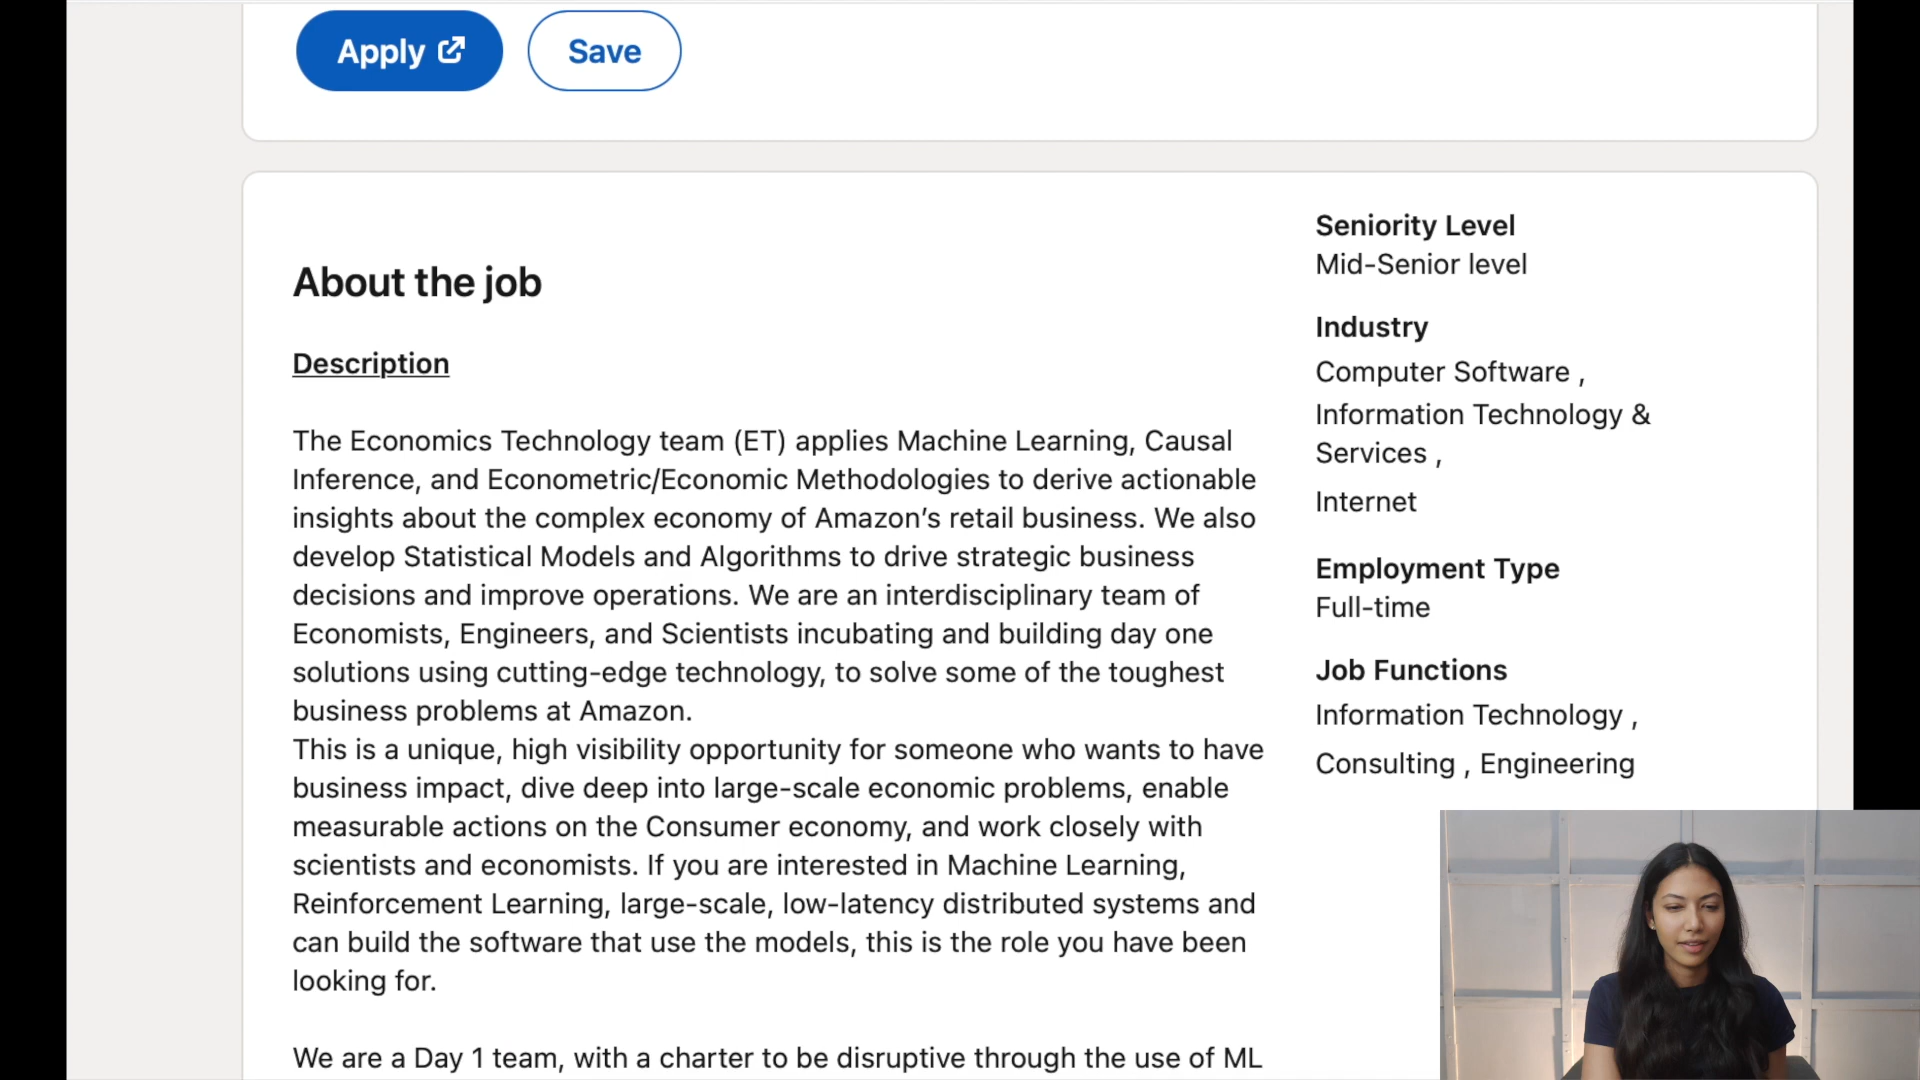 Apply
Save
About the job
Description
The Economics Technology team (ET) applies Machine Learning, Causal
Inference, and Econometric/Economic Methodologies to derive actionable
insights about the complex economy of Amazon’s retail business. We also
develop Statistical Models and Algorithms to drive strategic business
decisions and improve operations. We are an interdisciplinary team of
Economists, Engineers, and Scientists incubating and building day one
solutions using cutting-edge technology, to solve some of the toughest
business problems at Amazon.
This is a unique, high visibility opportunity for someone who wants to have
business impact, dive deep into large-scale economic problems, enable
measurable actions on the Consumer economy, and work closely with
scientists and economists. If you are interested in Machine Learning,
Reinforcement Learning, large-scale, low-latency distributed systems and
can build the software that use the models, this is the role you have been
looking for.
We are a Day 1 team, with a charter to be disruptive through the use of ML
Seniority Level
Mid-Senior level
Industry
Computer Software ,
Information Technology &
Services ,
Internet
Employment Type
Full-time
Job Functions
Information Technology ,
Consulting , Engineering